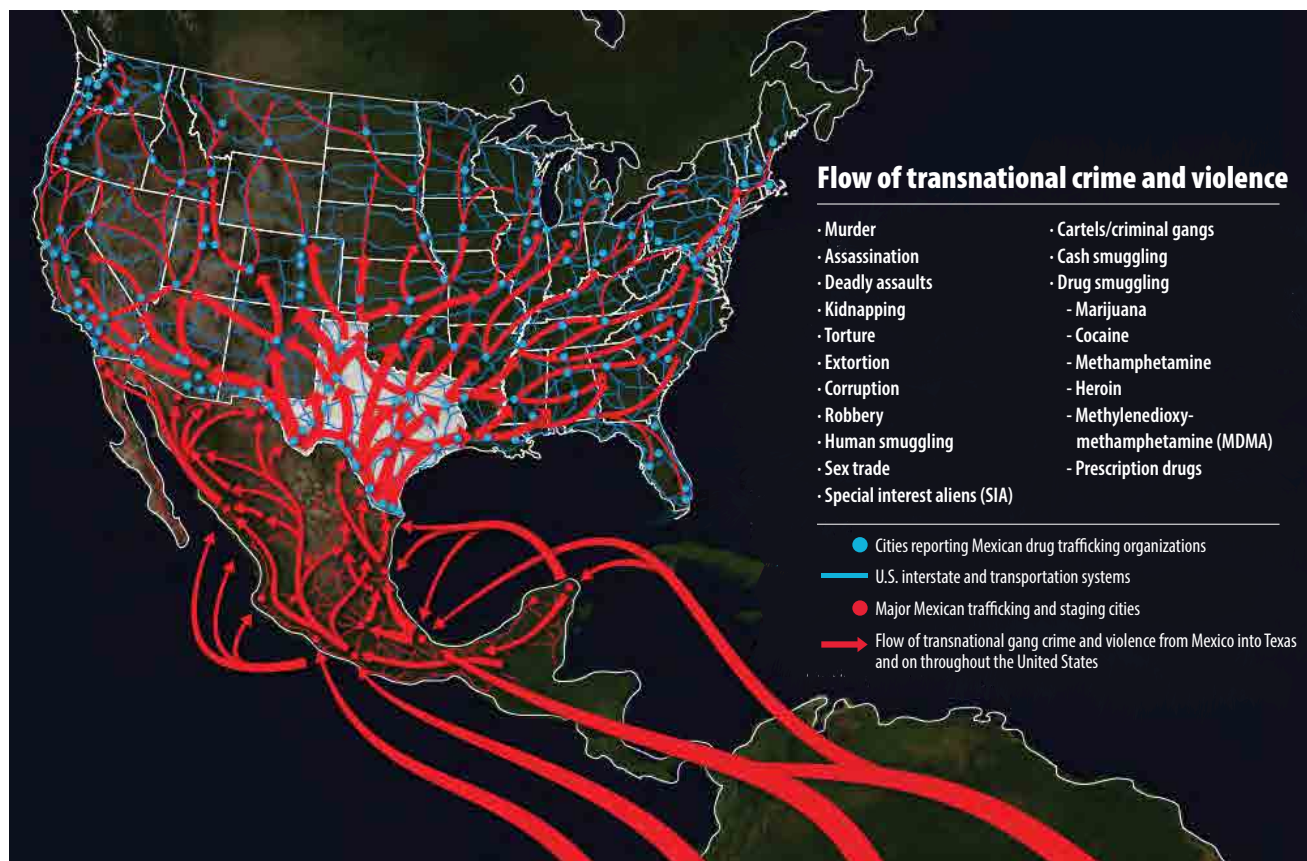 Flow of transnational crime and violence
· Murder
· Assassination
· Deadly assaults
· Kidnapping
· Torture
· Extortion
· Corruption
· Robbery
· Human smuggling
· Sex trade
· Special interest aliens (SIA)
· Cartels/criminal gangs
· Cash smuggling
· Drug smuggling
- Marijuana
- Cocaine
- Methamphetamine
- Heroin
- Methylenedioxy-
methamphetamine (MDMA)
- Prescription drugs
Cities reporting Mexican drug trafficking organizations
U.S. interstate and transportation systems
Major Mexican trafficking and staging cities
Flow of transnational gang crime and violence from Mexico into Texas
and on throughout the United States